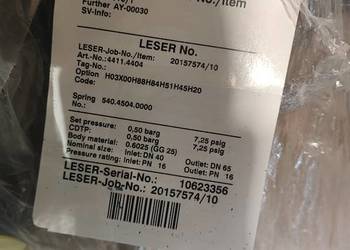 No./Item
Further AY-00030
SV-Info:
LESER No.
LESER-Job-No./Item: 20157574/10
Art.-No.: 4411.4404
Tag-No.:
Option H03X00H88H84H51H45H20
Code:
Spring 540.4504.0000
Set pressure: 0,50 barg 7,25 psig
CDTP: 0,50 barg 7,25 psig
Body material: 0.6025 (GG 25)
Nominal size: Inlet: DN 40 Outlet: DN 65
Pressure rating: Inlet: PN 16 Outlet: PN 16
LESER-Serial-No.: 10623356
LESER-Job-No.: 20157574/10